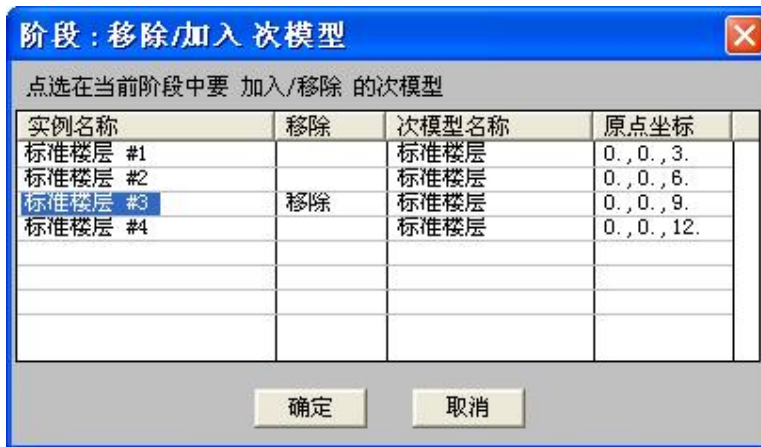 阶段:移除/加入 次模型
点选在当前阶段中要 加入/移除 的次模型
实例名称 移除 次模型名称 原点坐标
标准楼层 #1 标准楼层 0.,0.,3.
标准楼层 #2 标准楼层 0.,0.,6.
标准楼层 #3 移除 标准楼层 0.,0.,9.
标准楼层 #4 标准楼层 0.,0.,12.
确定 取消